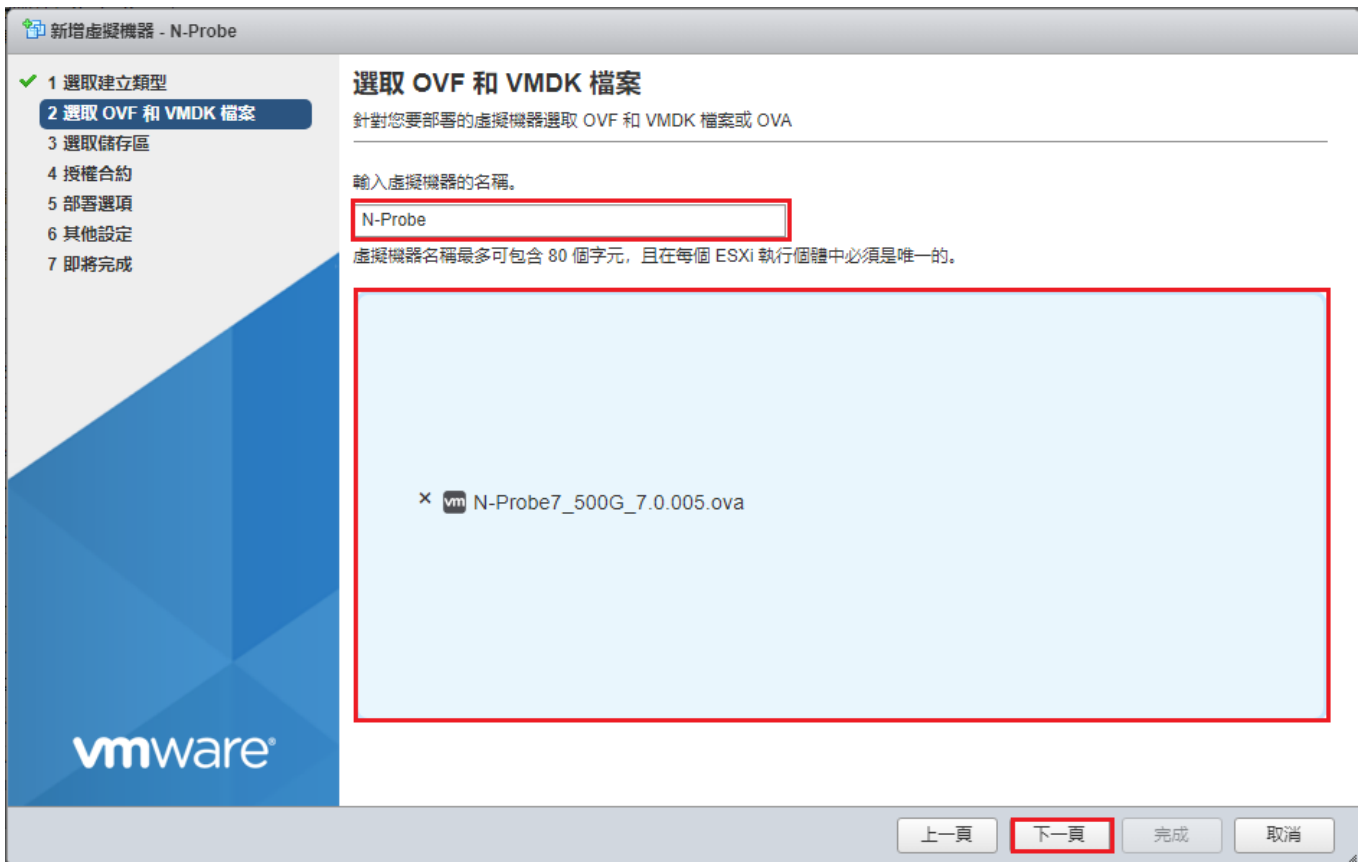 新增虛擬機器 - N-Probe
1 選取建立類型
2 選取 OVF 和 VMDK 檔案
3 選取儲存區
4 授權合約
5 部署選項
6 其他設定
7 即將完成
vmware®
選取 OVF 和 VMDK 檔案
針對您要部署的虛擬機器選取 OVF 和 VMDK 檔案或 OVA
輸入虛擬機器的名稱。
N-Probe
虛擬機器名稱最多可包含 80 個字元，且在每個 ESXi 執行個體中必須是唯一的。
× vm N-Probe7_500G_7.0.005.ova
上一頁 下一頁 完成 取消